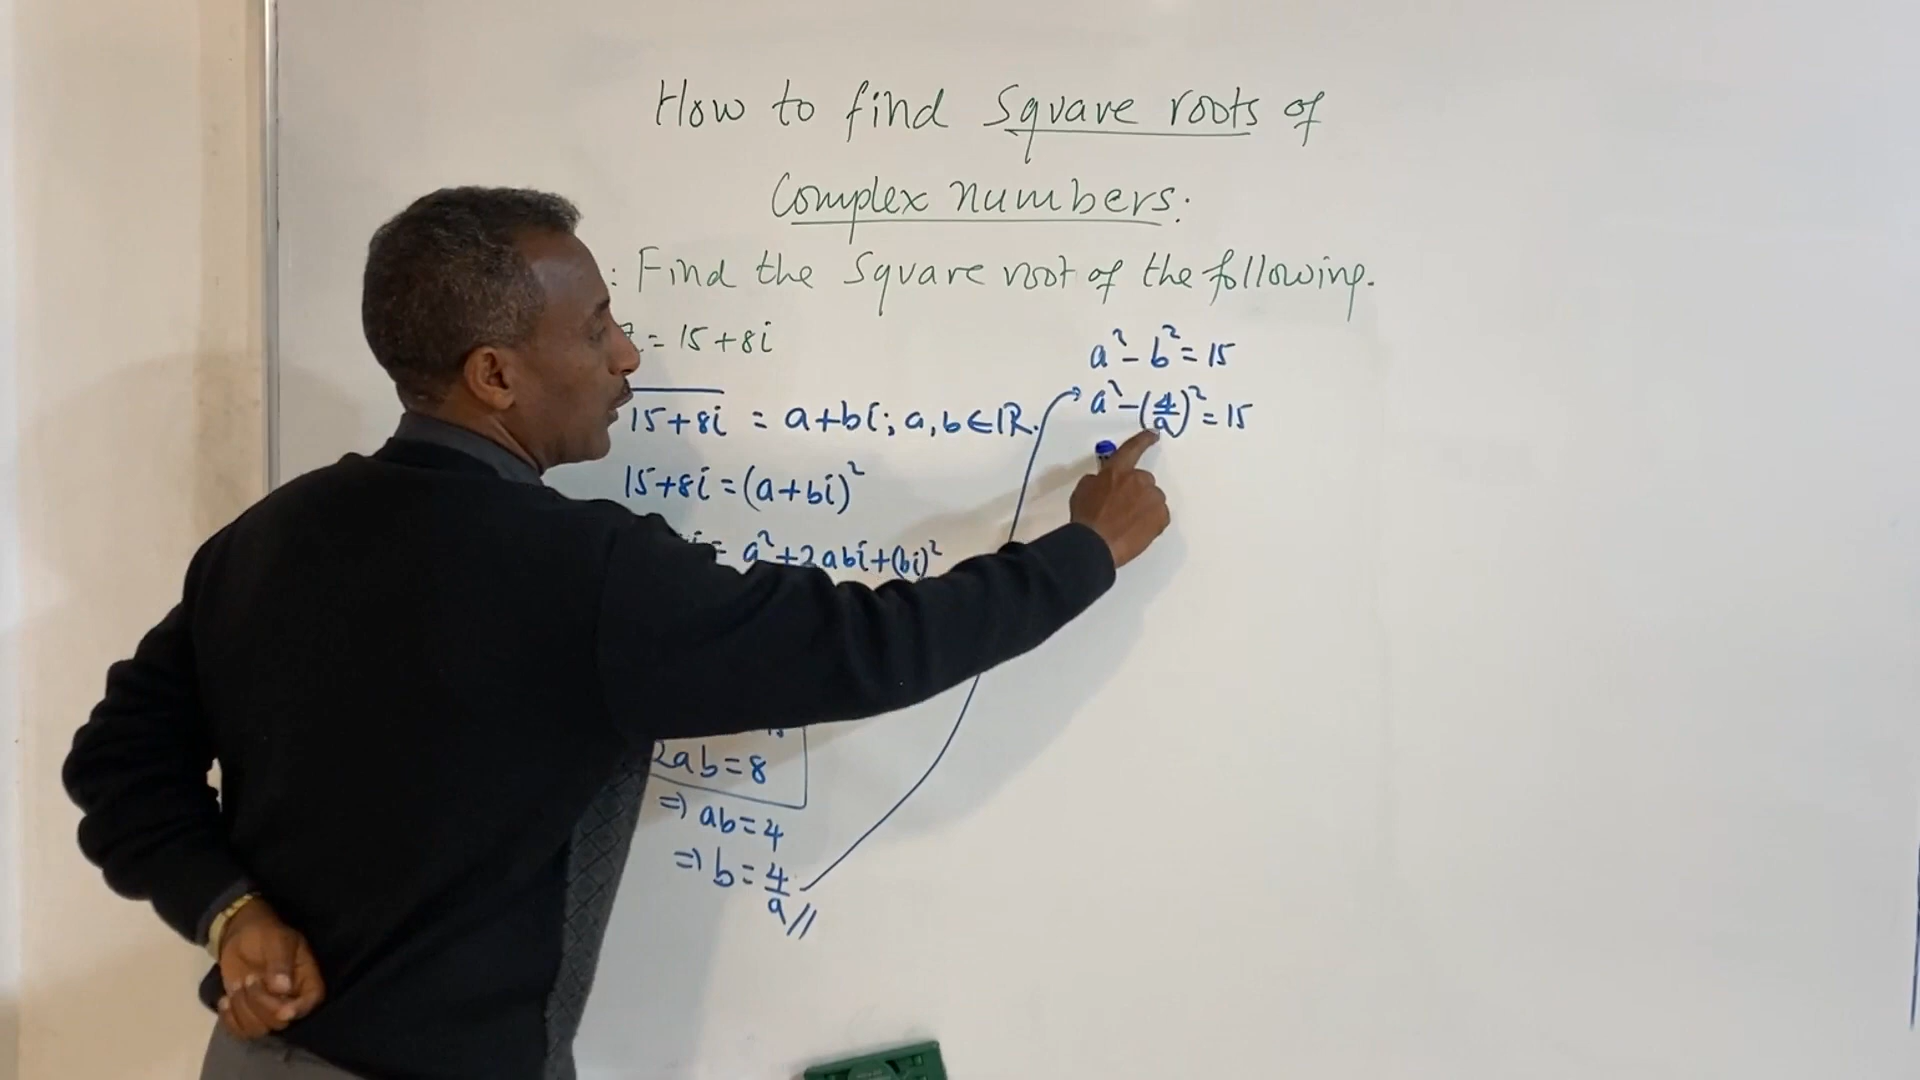 How to find Square roots of
Complex numbers:
: Find the Square root of the following.
z = 15+8i
√15+8i = a+bi; a, b ∈ ℝ.
15+8i = (a+bi)²
i = a²+2abi+(bi)²
15
2ab = 8
⇒ ab = 4
⇒ b = 4/a //
a² - b² = 15
a² - (4/a)² = 15